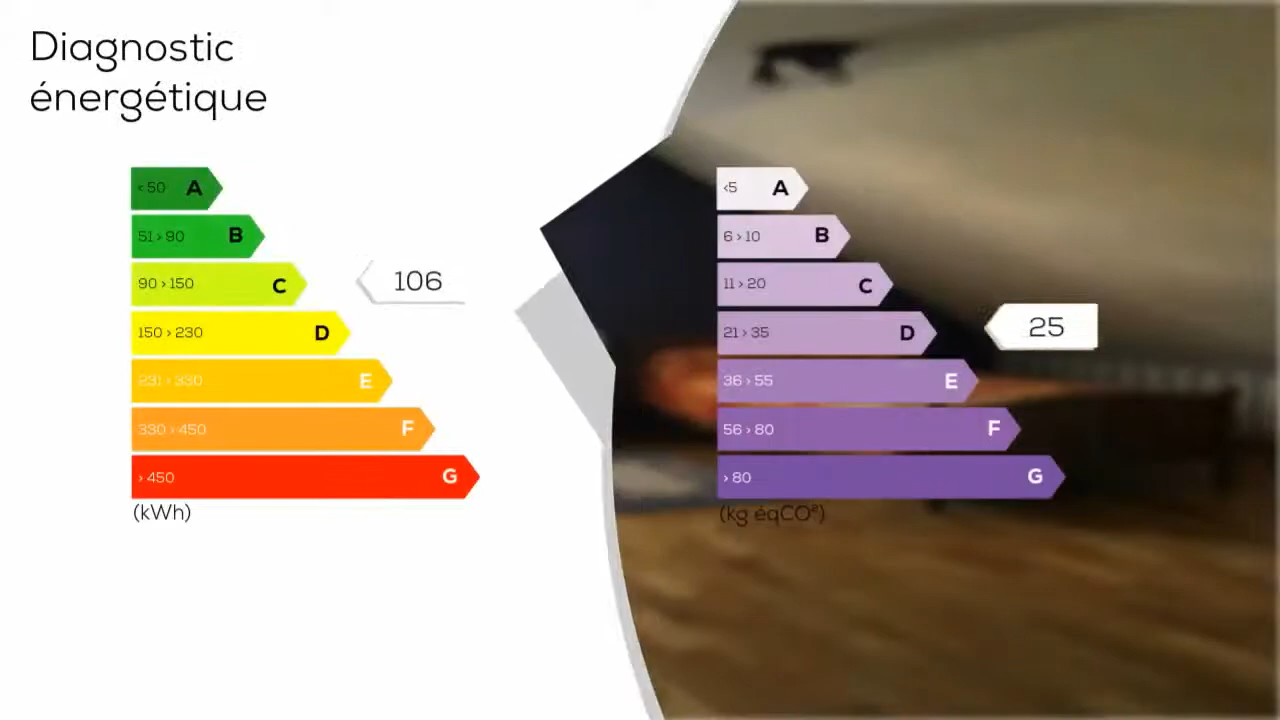 Diagnostic
énergétique
< 50 A
51 > 90 B
90 > 150 C
106
150 > 230 D
231 > 330 E
330 > 450 F
> 450 G
(kWh)
<5 A
6 > 10 B
11 > 20 C
21 > 35 D
25
36 > 55 E
56 > 80 F
> 80 G
(kg éqCO²)